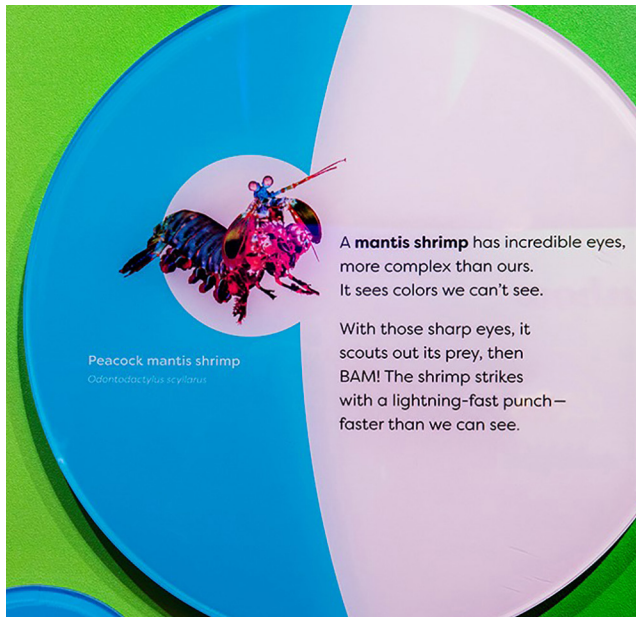 A mantis shrimp has incredible eyes,
more complex than ours.
It sees colors we can't see.
With those sharp eyes, it
scouts out its prey, then
BAM! The shrimp strikes
with a lightning-fast punch—
faster than we can see.
Peacock mantis shrimp
Odontodactylus scyllarus